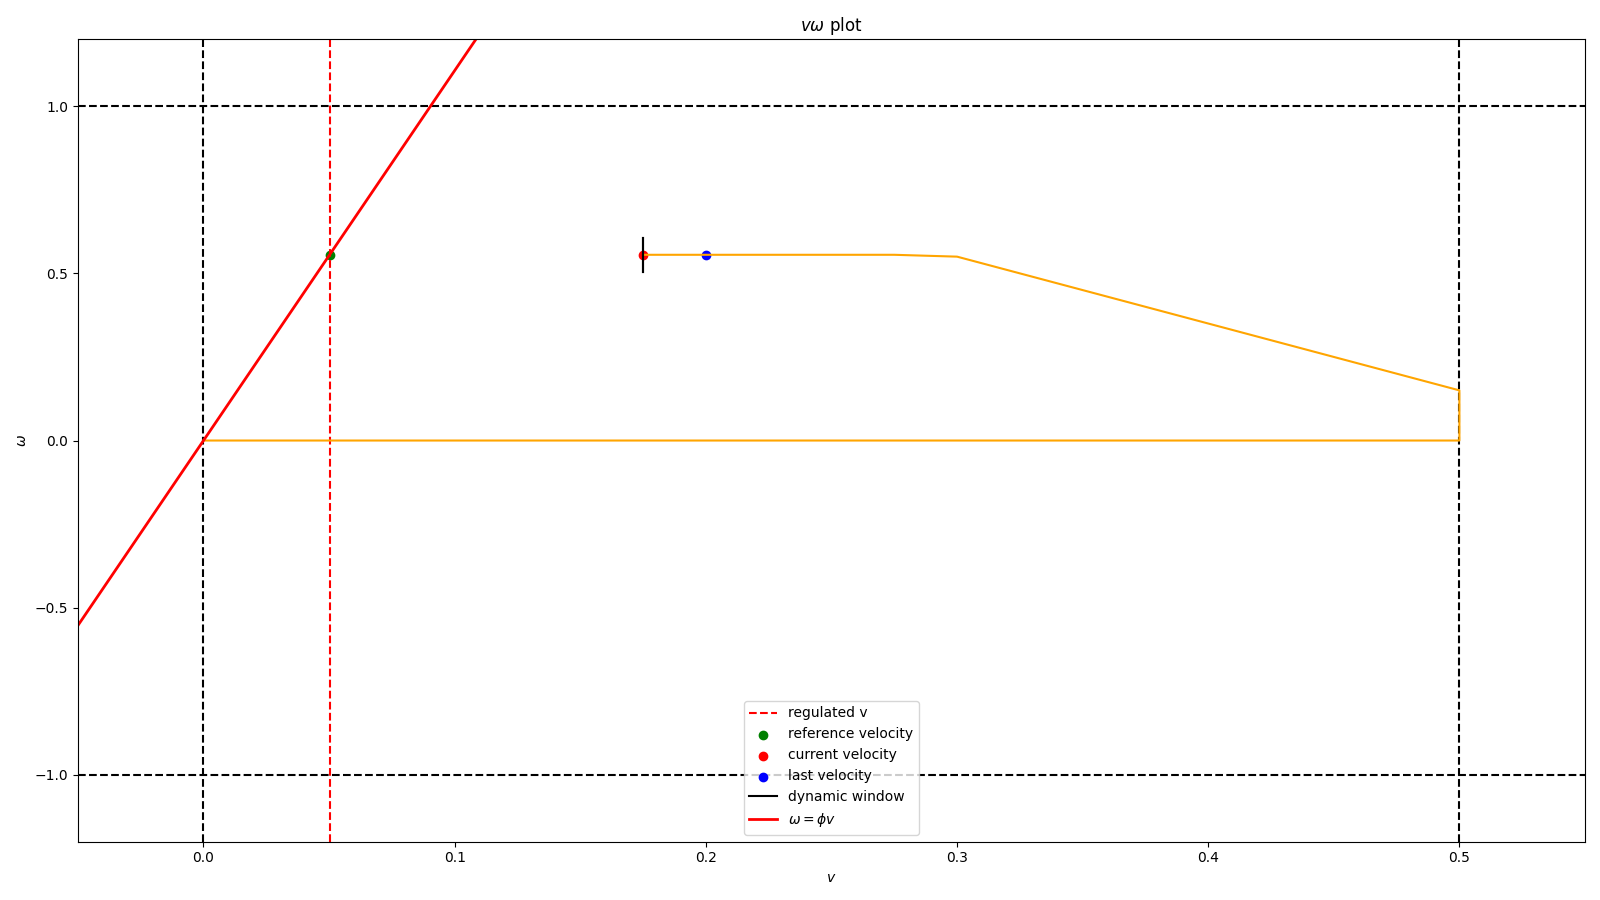 vω plot
1.0
0.5
0.0
−0.5
−1.0
ω
regulated v
reference velocity
current velocity
last velocity
dynamic window
ω = ϕv
0.0 0.1 0.2 0.3 0.4 0.5
v